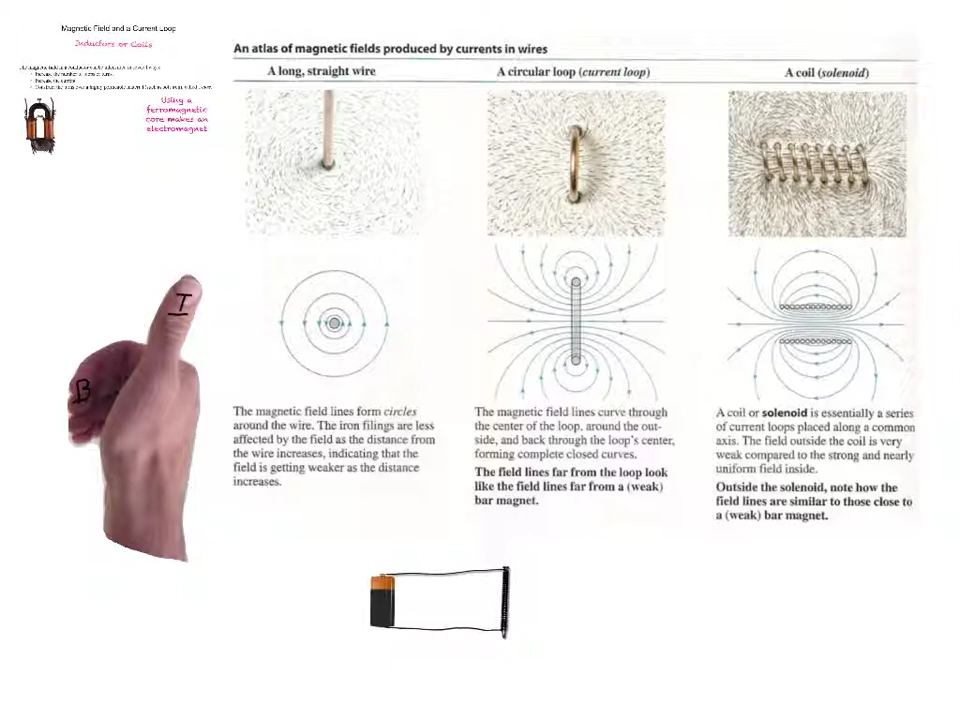 Magnetic Field and a Current Loop
Inductors or Coils
Using a
ferromagnetic
core makes an
electromagnet
I
B
An atlas of magnetic fields produced by currents in wires
A long, straight wire
The magnetic field lines form circles
around the wire. The iron filings are less
affected by the field as the distance from
the wire increases, indicating that the
field is getting weaker as the distance
increases.
A circular loop (current loop)
The magnetic field lines curve through
the center of the loop, around the out-
side, and back through the loop's center,
forming complete closed curves.
The field lines far from the loop look
like the field lines far from a (weak)
bar magnet.
A coil (solenoid)
A coil or solenoid is essentially a series
of current loops placed along a common
axis. The field outside the coil is very
weak compared to the strong and nearly
uniform field inside.
Outside the solenoid, note how the
field lines are similar to those close to
a (weak) bar magnet.